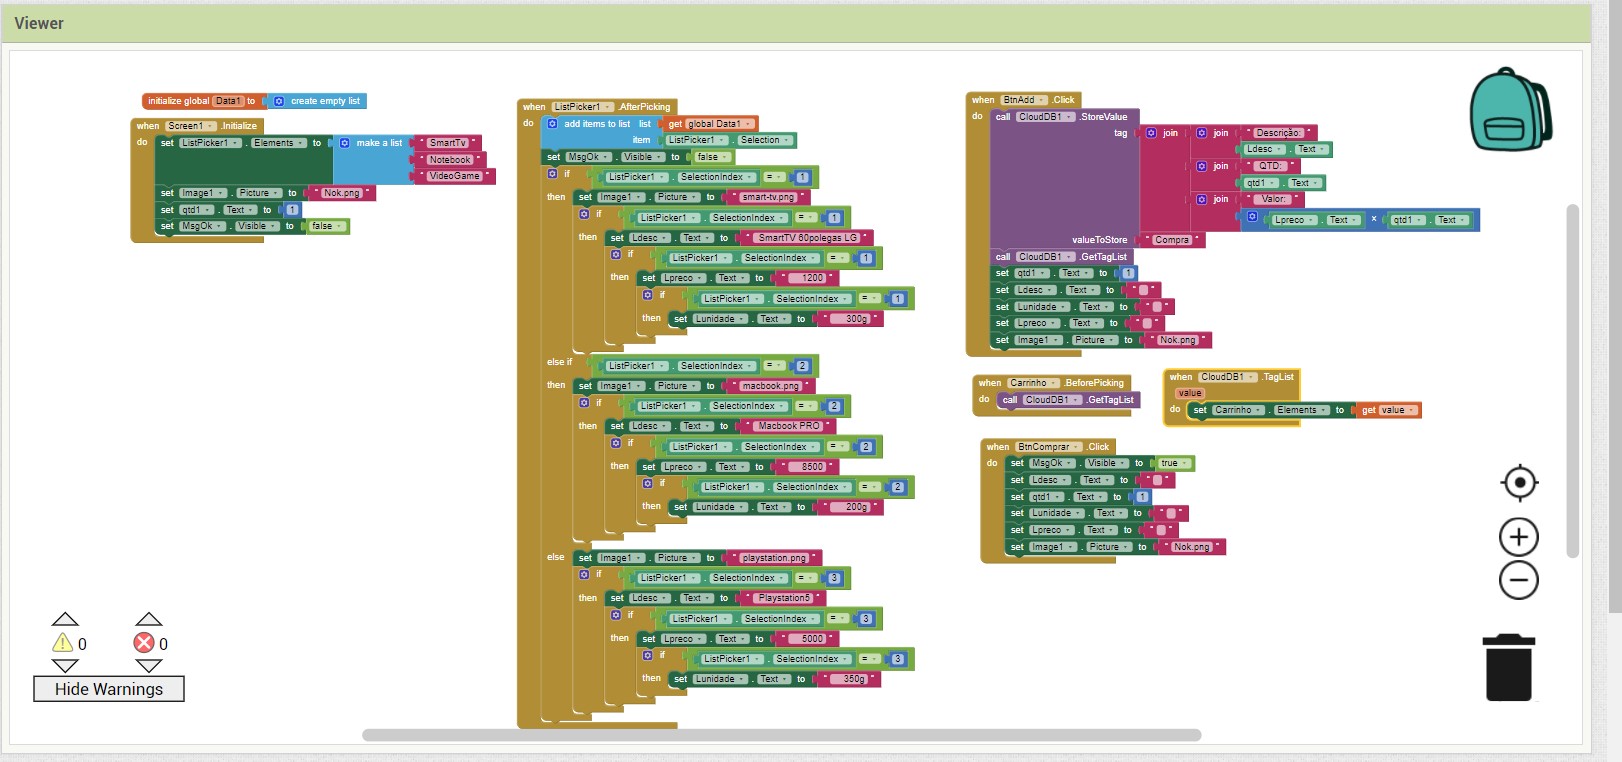 Viewer
initialize global Data1 to create empty list
when Screen1 .Initialize
do set ListPicker1 . Elements to make a list " SmartTv "
" Notebook "
" VideoGame "
set Image1 . Picture to " Nok.png "
set qtd1 . Text to 1
set MsgOk . Visible to false
when ListPicker1 .AfterPicking
do add items to list list get global Data1
item ListPicker1 . Selection
set MsgOk . Visible to false
if ListPicker1 . SelectionIndex = 1
then set Image1 . Picture to " smart-tv.png "
if ListPicker1 . SelectionIndex = 1
then set Ldesc . Text to " SmartTV 60polegas LG "
if ListPicker1 . SelectionIndex = 1
then set Lpreco . Text to " 1200 "
if ListPicker1 . SelectionIndex = 1
then set Lunidade . Text to " 300g "
else if ListPicker1 . SelectionIndex = 2
then set Image1 . Picture to " macbook.png "
if ListPicker1 . SelectionIndex = 2
then set Ldesc . Text to " Macbook PRO "
if ListPicker1 . SelectionIndex = 2
then set Lpreco . Text to " 8500 "
if ListPicker1 . SelectionIndex = 2
then set Lunidade . Text to " 200g "
else set Image1 . Picture to " playstation.png "
if ListPicker1 . SelectionIndex = 3
then set Ldesc . Text to " Playstation5 "
if ListPicker1 . SelectionIndex = 3
then set Lpreco . Text to " 5000 "
if ListPicker1 . SelectionIndex = 3
then set Lunidade . Text to " 350g "
when BtnAdd .Click
do call CloudDB1 .StoreValue
tag join join " Descrição: "
Ldesc . Text
join " QTD: "
qtd1 . Text
join " Valor: "
Lpreco . Text × qtd1 . Text
valueToStore " Compra "
call CloudDB1 .GetTagList
set qtd1 . Text to 1
set Ldesc . Text to " "
set Lunidade . Text to " "
set Lpreco . Text to " "
set Image1 . Picture to " Nok.png "
when Carrinho .BeforePicking
do call CloudDB1 .GetTagList
when CloudDB1 .TagList
value
do set Carrinho . Elements to get value
when BtnComprar .Click
do set MsgOk . Visible to true
set Ldesc . Text to " "
set qtd1 . Text to 1
set Lunidade . Text to " "
set Lpreco . Text to " "
set Image1 . Picture to " Nok.png "
0 0
Hide Warnings